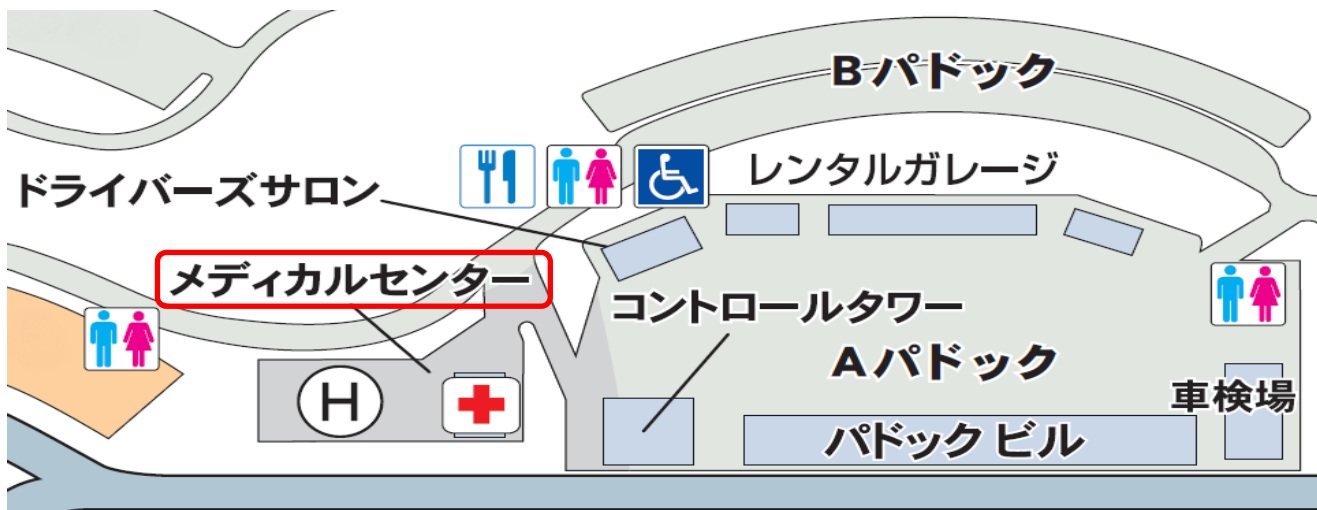 Bパドック
レンタルガレージ
ドライバーズサロン
メディカルセンター
コントロールタワー
Aパドック
車検場
H
パドックビル